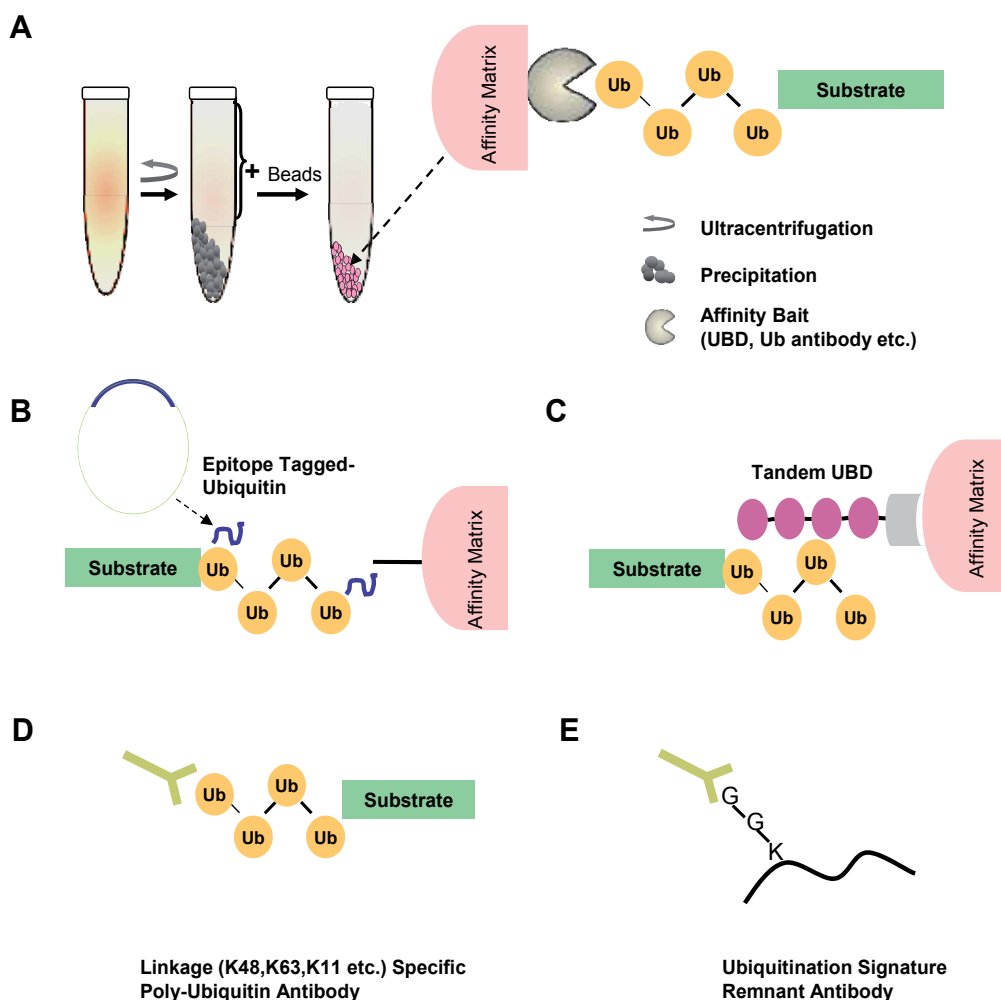 A
Affinity Matrix
Ub
Ub
Ub
Ub
Substrate
+ Beads
Ultracentrifugation
Precipitation
Affinity Bait
(UBD, Ub antibody etc.)
B
Epitope Tagged-
Ubiquitin
Substrate
Ub
Ub
Ub
Ub
Affinity Matrix
C
Tandem UBD
Substrate
Ub
Ub
Ub
Ub
Affinity Matrix
D
Ub
Ub
Ub
Ub
Substrate
Linkage (K48,K63,K11 etc.) Specific
Poly-Ubiquitin Antibody
E
G
G
K
Ubiquitination Signature
Remnant Antibody